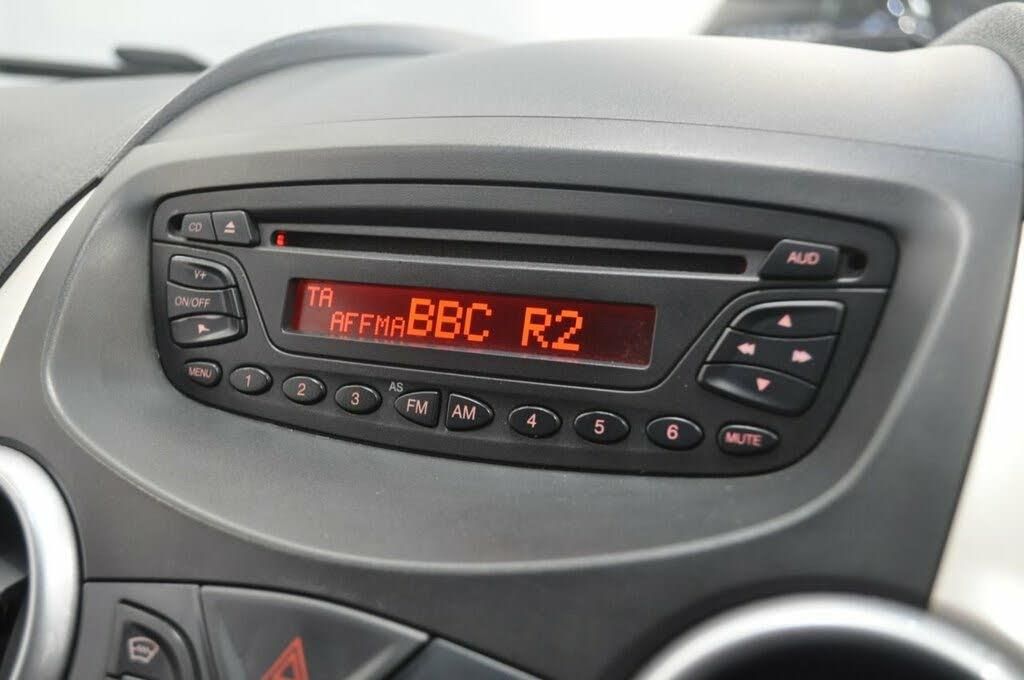 CD AUD
V+
TA
ON/OFF
AFFMA BBC R2
MENU 1 2 3 AS FM AM 4 5 6 MUTE